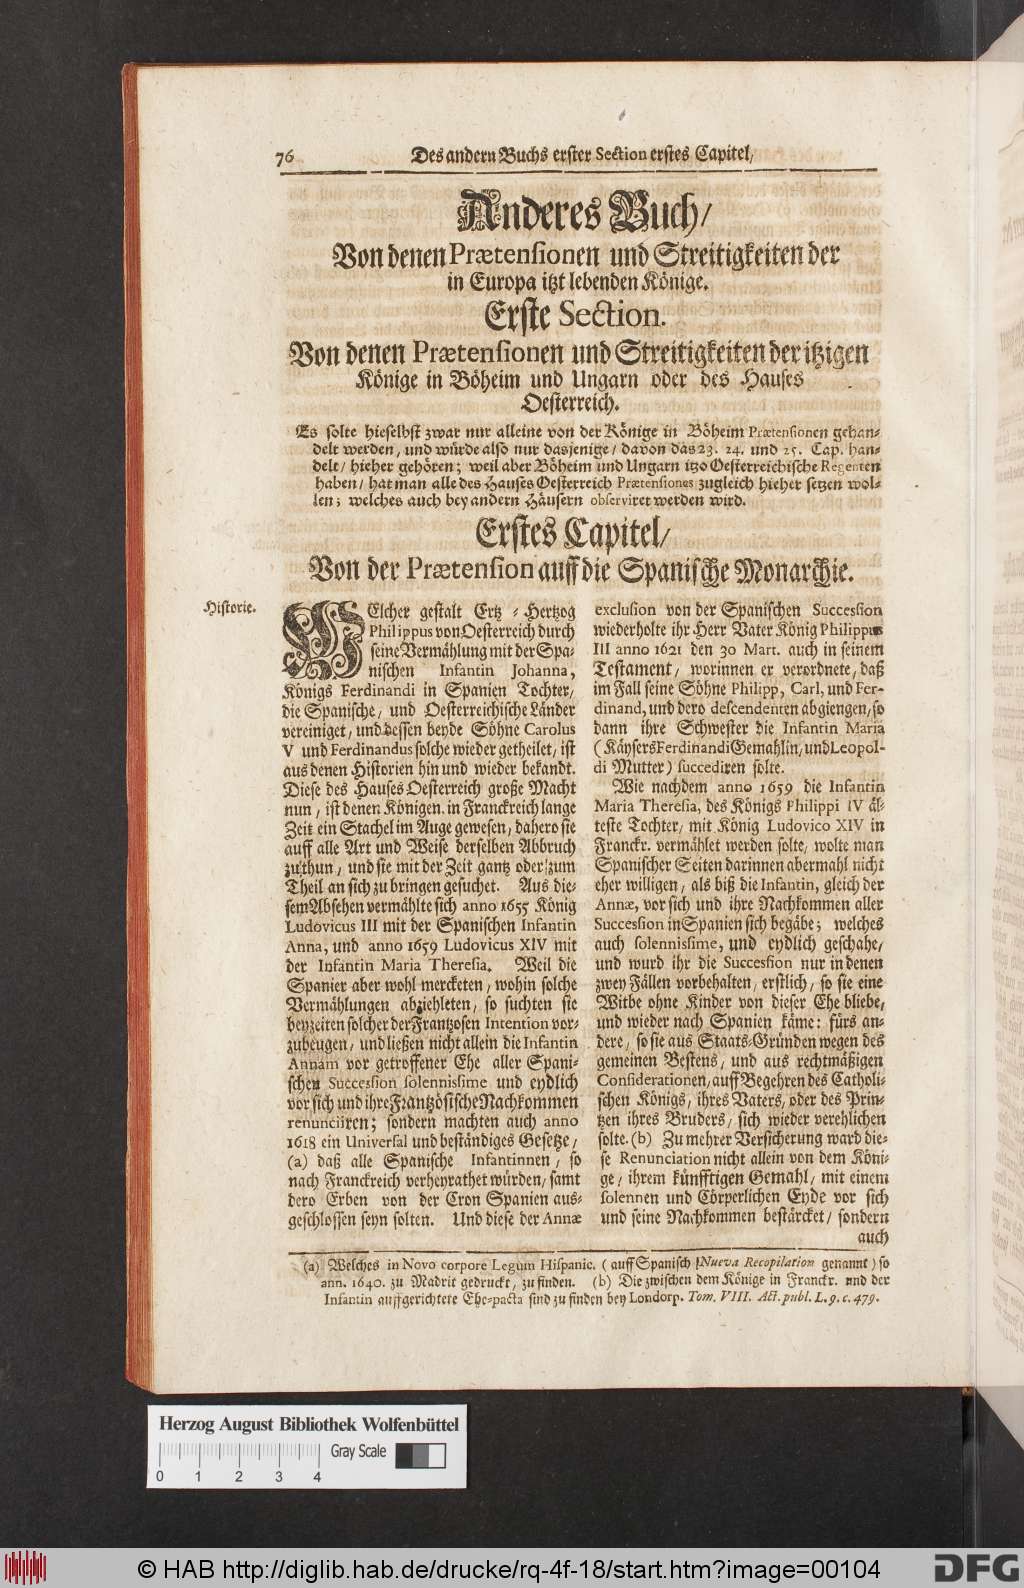 76
Des andern Buchs erster Section erstes Capitel/
Anderes Buch/
Von denen Prætensionen und Streitigkeiten der
in Europa itzt lebenden Könige.
Erste Section.
Von denen Prætensionen und Streitigkeiten der itzigen
Könige in Böheim und Ungarn oder des Hauses
Oesterreich.
Es solte hieselbst zwar nur alleine von der Könige in Böheim Prætensionen gehan-
delt werden, und würde also nur dasjenige/ davon das 23. 24. und 25. Cap. han-
delt/ hieher gehören; weil aber Böheim und Ungarn itzo Oesterreichische Regenten
haben/ hat man alle des Hauses Oesterreich Prætensiones zugleich hieher setzen wol-
len; welches auch bey andern Häusern observiret werden wird.
Erstes Capitel/
Von der Prætension auff die Spanische Monarchie.
Historie.
WElcher gestalt Ertz-Hertzog
Philippus von Oesterreich durch
seine Vermählung mit der Spa-
nischen Infantin Johanna,
Königs Ferdinandi in Spanien Tochter/
die Spanische, und Oesterreichische Länder
vereiniget, und dessen beyde Söhne Carolus
V und Ferdinandus solche wieder getheilet, ist
aus denen Historien hin und wieder bekandt.
Diese des Hauses Oesterreich große Macht
nun, ist denen Königen in Franckreich lange
Zeit ein Stachel im Auge gewesen, dahero sie
auff alle Art und Weise derselben Abbruch
zu thun, und sie mit der Zeit gantz oder zum
Theil an sich zu bringen gesuchet. Aus die-
sem Absehen vermählte sich anno 1655 König
Ludovicus III mit der Spanischen Infantin
Anna, und anno 1659 Ludovicus XIV mit
der Infantin Maria Theresia. Weil die
Spanier aber wohl merckten, wohin solche
Vermählungen abziehleten, so suchten sie
beyzeiten solcher der Frantzosen Intention vor-
zubeugen, und ließen nicht allein die Infantin
Annam vor getroffener Ehe aller Spani-
schen Succession solennissime und eydlich
vor sich und ihre Frantzösische Nachkommen
renunciiren; sondern machten auch anno
1618 ein Universal und beständiges Gesetze/
(a) daß alle Spanische Infantinnen, so
nach Franckreich verheyrathet würden, samt
dero Erben von der Cron Spanien aus-
geschlossen seyn solten. Und diese der Annæ
exclusion von der Spanischen Succession
wiederholte ihr Herr Vater König Philippus
III anno 1621 den 30 Mart. auch in seinem
Testament, worinnen er verordnete, daß
im Fall seine Söhne Philipp, Carl, und Fer-
dinand, und dero descendenten abgiengen, so
dann ihre Schwester die Infantin Maria
(Käysers Ferdinandi Gemahlin, und Leopol-
di Mutter) succediren solte.
Wie nachdem anno 1659 die Infantin
Maria Theresia, des Königs Philippi IV äl-
teste Tochter, mit König Ludovico XIV in
Franckr. vermählet werden solte, wolte man
Spanischer Seiten darinnen abermahl nicht
eher willigen, als biß die Infantin, gleich der
Annæ, vor sich und ihre Nachkommen aller
Succession in Spanien sich begäbe; welches
auch solennissime, und eydlich geschahe,
und wurd ihr die Succession nur in denen
zwey Fällen vorbehalten, erstlich, so sie eine
Witbe ohne Kinder von dieser Ehe bliebe,
und wieder nach Spanien käme: fürs an-
dere, so sie aus Staats-Gründen wegen des
gemeinen Bestens, und aus rechtmäßigen
Considerationen, auff Begehren des Catholi-
schen Königs, ihres Vaters, oder des Prin-
tzen ihres Bruders, sich wieder verehlichen
solte. (b) Zu mehrer Versicherung ward die-
se Renunciation nicht allein von dem Köni-
ge, ihrem künfftigen Gemahl, mit einem
solennen und Cörperlichen Eyde vor sich
und seine Nachkommen bestärcket, sondern
auch
(a) Welches in Novo corpore Legum Hispanic. (auff Spanisch Nueva Recopilation genannt) so
ann. 1640. zu Madrit gedruckt, zu finden. (b) Die zwischen dem Könige in Franckr. und der
Infantin auffgerichtete Ehe-pacta sind zu finden bey Londorp. Tom. VIII. Act. publ. L. 9. c. 479.
Herzog August Bibliothek Wolfenbüttel
Gray Scale
0 1 2 3 4
© HAB http://diglib.hab.de/drucke/rq-4f-18/start.htm?image=00104
DFG